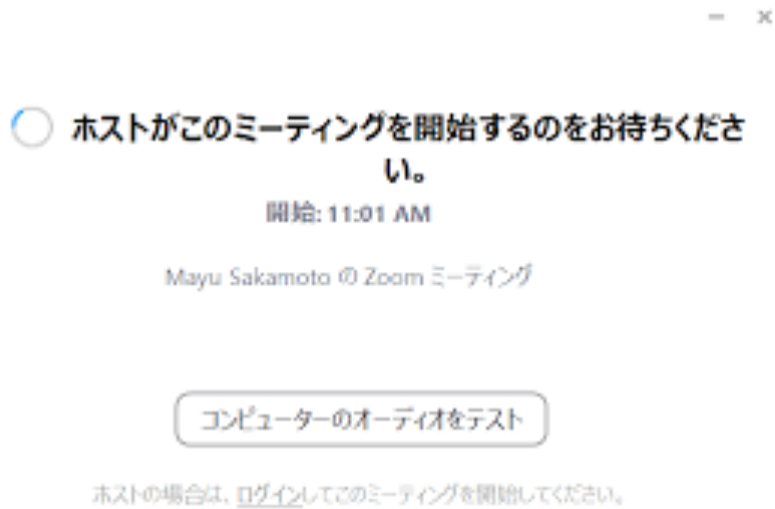 ホストがこのミーティングを開始するのをお待ちくださ
い。
開始: 11:01 AM
Mayu Sakamoto の Zoom ミーティング
コンピューターのオーディオをテスト
ホストの場合は、ログインしてこのミーティングを開始してください。